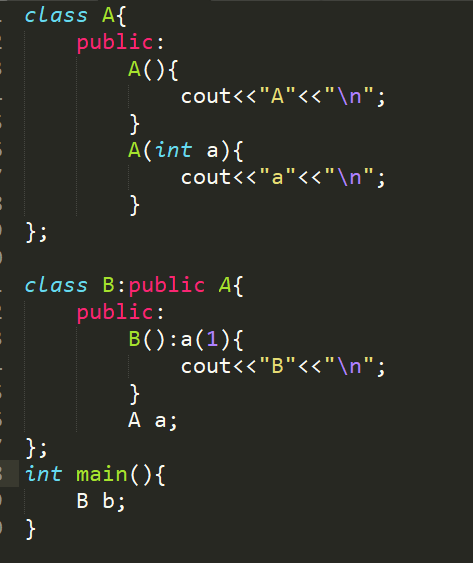 class A{
public:
A(){
cout<<"A"<<"\n";
}
A(int a){
cout<<"a"<<"\n";
}
};
class B:public A{
public:
B():a(1){
cout<<"B"<<"\n";
}
A a;
};
int main(){
B b;
}